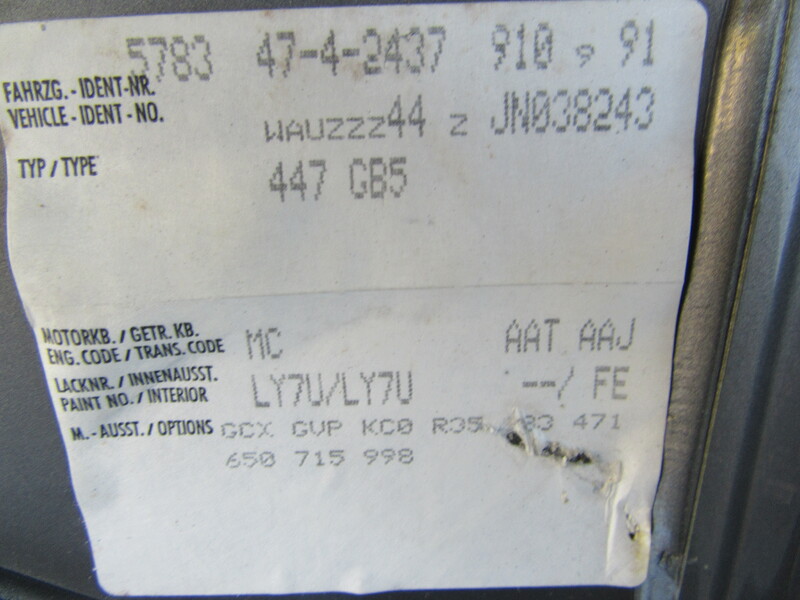 5783 47-4-2437 910 9 91
FAHRZG. - IDENT-NR.
VEHICLE - IDENT - NO. WAUZZZ44 Z JN038243
TYP / TYPE 447 GB5
MOTORKB. / GETR. KB.
ENG. CODE / TRANS. CODE MC AAT AAJ
LACKNR. / INNENAUSST.
PAINT NO. / INTERIOR LY7U/LY7U --/ FE
M. - AUSST. / OPTIONS GCX GVP KC0 R35 471
650 715 998